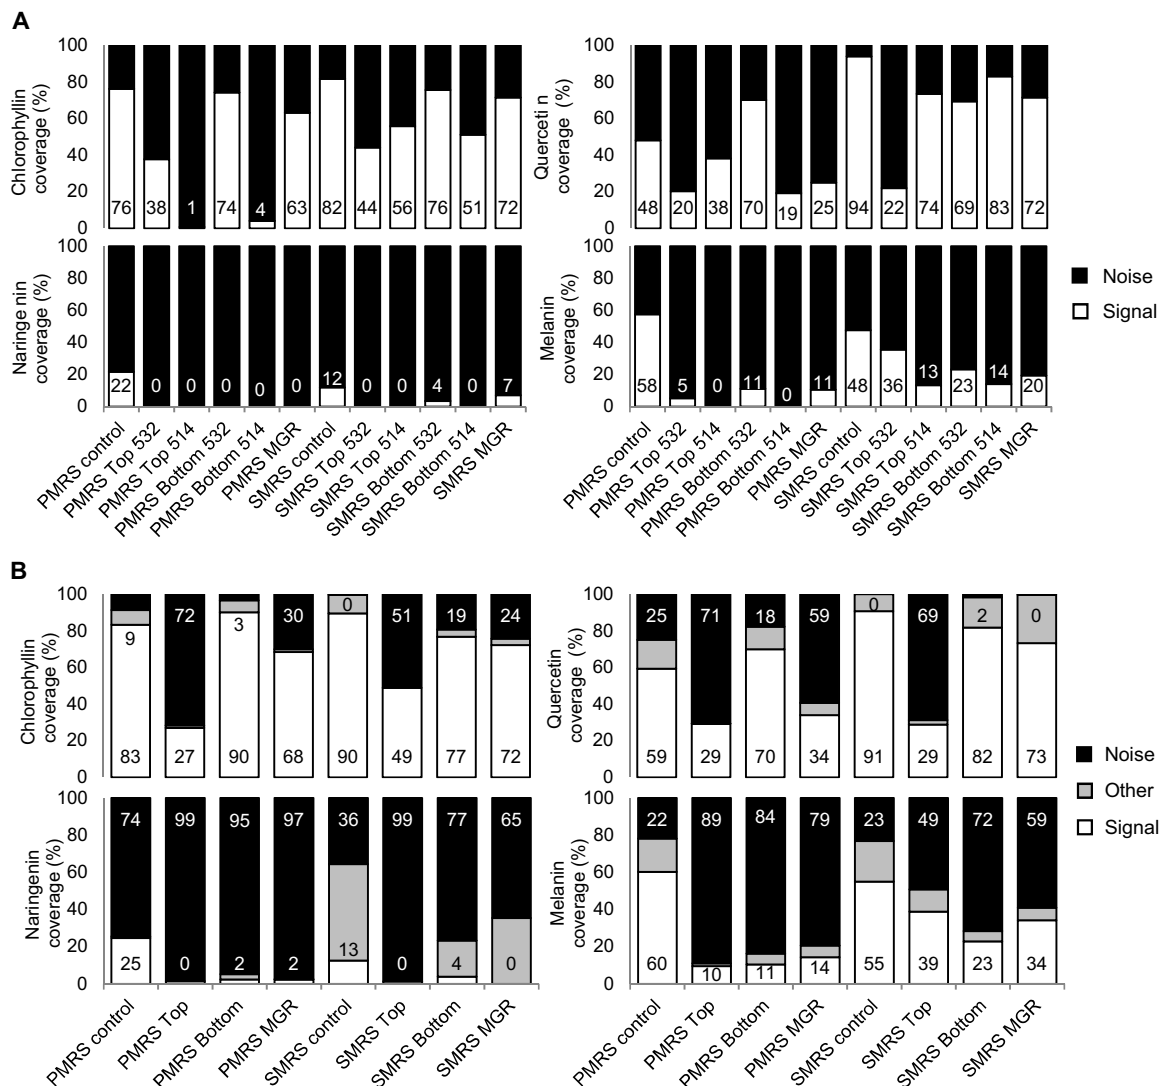 A
100
80
60
40
20
0
Chlorophyllin
coverage (%)
76 38 1 74 4 63 82 44 56 76 51 72
100
80
60
40
20
0
Querceti n
coverage (%)
48 20 38 70 19 25 94 22 74 69 83 72
100
80
60
40
20
0
Naringe nin
coverage (%)
22 0 0 0 0 0 12 0 0 4 0 7
100
80
60
40
20
0
Melanin
coverage (%)
58 5 0 11 0 11 48 36 13 23 14 20
Noise
Signal
PMRS control
PMRS Top 532
PMRS Top 514
PMRS Bottom 532
PMRS Bottom 514
PMRS MGR
SMRS control
SMRS Top 532
SMRS Top 514
SMRS Bottom 532
SMRS Bottom 514
SMRS MGR
PMRS control
PMRS Top 532
PMRS Top 514
PMRS Bottom 532
PMRS Bottom 514
PMRS MGR
SMRS control
SMRS Top 532
SMRS Top 514
SMRS Bottom 532
SMRS Bottom 514
SMRS MGR
B
100
80
60
40
20
0
Chlorophyllin
coverage (%)
9 72 3 30 0 51 19 24
83 27 90 68 90 49 77 72
100
80
60
40
20
0
Quercetin
coverage (%)
25 71 18 59 0 69 2 0
59 29 70 34 91 29 82 73
100
80
60
40
20
0
Naringenin
coverage (%)
74 99 95 97 36 99 77 65
25 0 2 2 13 0 4 0
100
80
60
40
20
0
Melanin
coverage (%)
22 89 84 79 23 49 72 59
60 10 11 14 55 39 23 34
Noise
Other
Signal
PMRS control
PMRS Top
PMRS Bottom
PMRS MGR
SMRS control
SMRS Top
SMRS Bottom
SMRS MGR
PMRS control
PMRS Top
PMRS Bottom
PMRS MGR
SMRS control
SMRS Top
SMRS Bottom
SMRS MGR